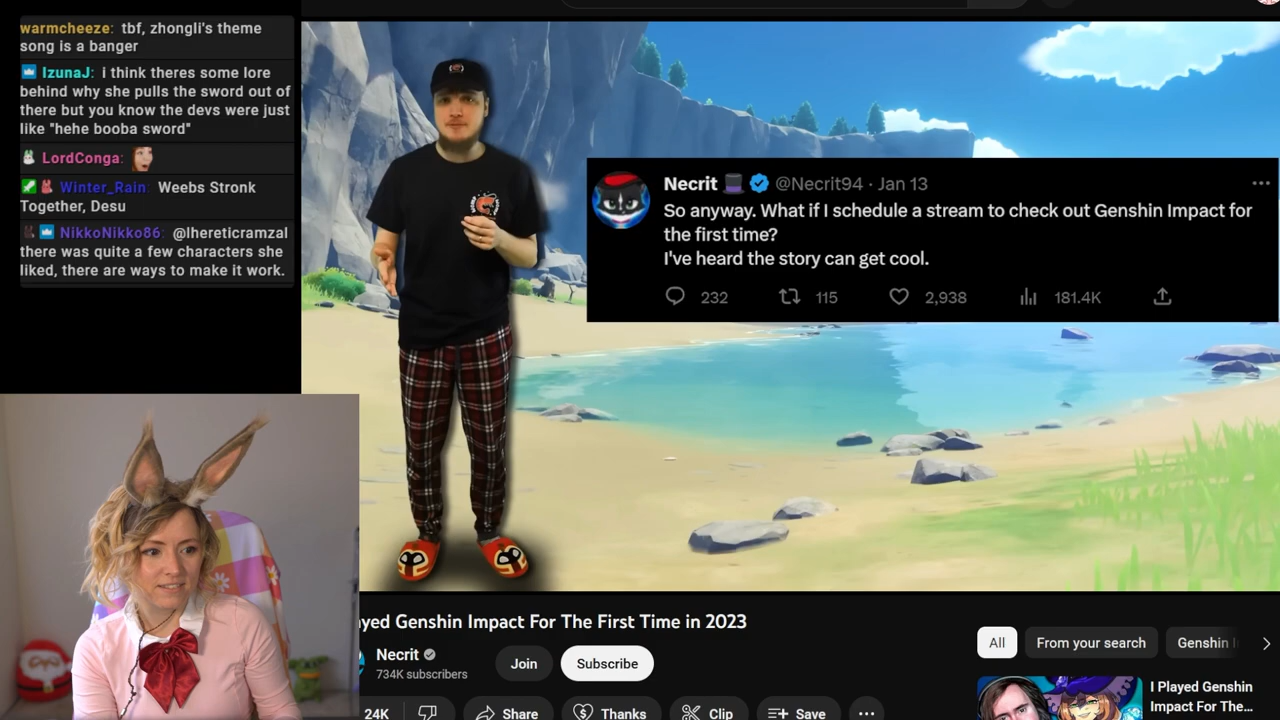 warmcheeze: tbf, zhongli's theme
song is a banger
IzunaJ: i think theres some lore
behind why she pulls the sword out of
there but you know the devs were just
like "hehe booba sword"
LordConga:
Winter_Rain: Weebs Stronk
Together, Desu
NikkoNikko86: @lhereticramzal
there was quite a few characters she
liked, there are ways to make it work.
Necrit @Necrit94 · Jan 13
So anyway. What if I schedule a stream to check out Genshin Impact for
the first time?
I've heard the story can get cool.
232 115 2,938 181.4K
yed Genshin Impact For The First Time in 2023
Necrit
734K subscribers
Join
Subscribe
24K
Share
Thanks
Clip
Save
All
From your search
Genshin
I Played Genshin
Impact For The...